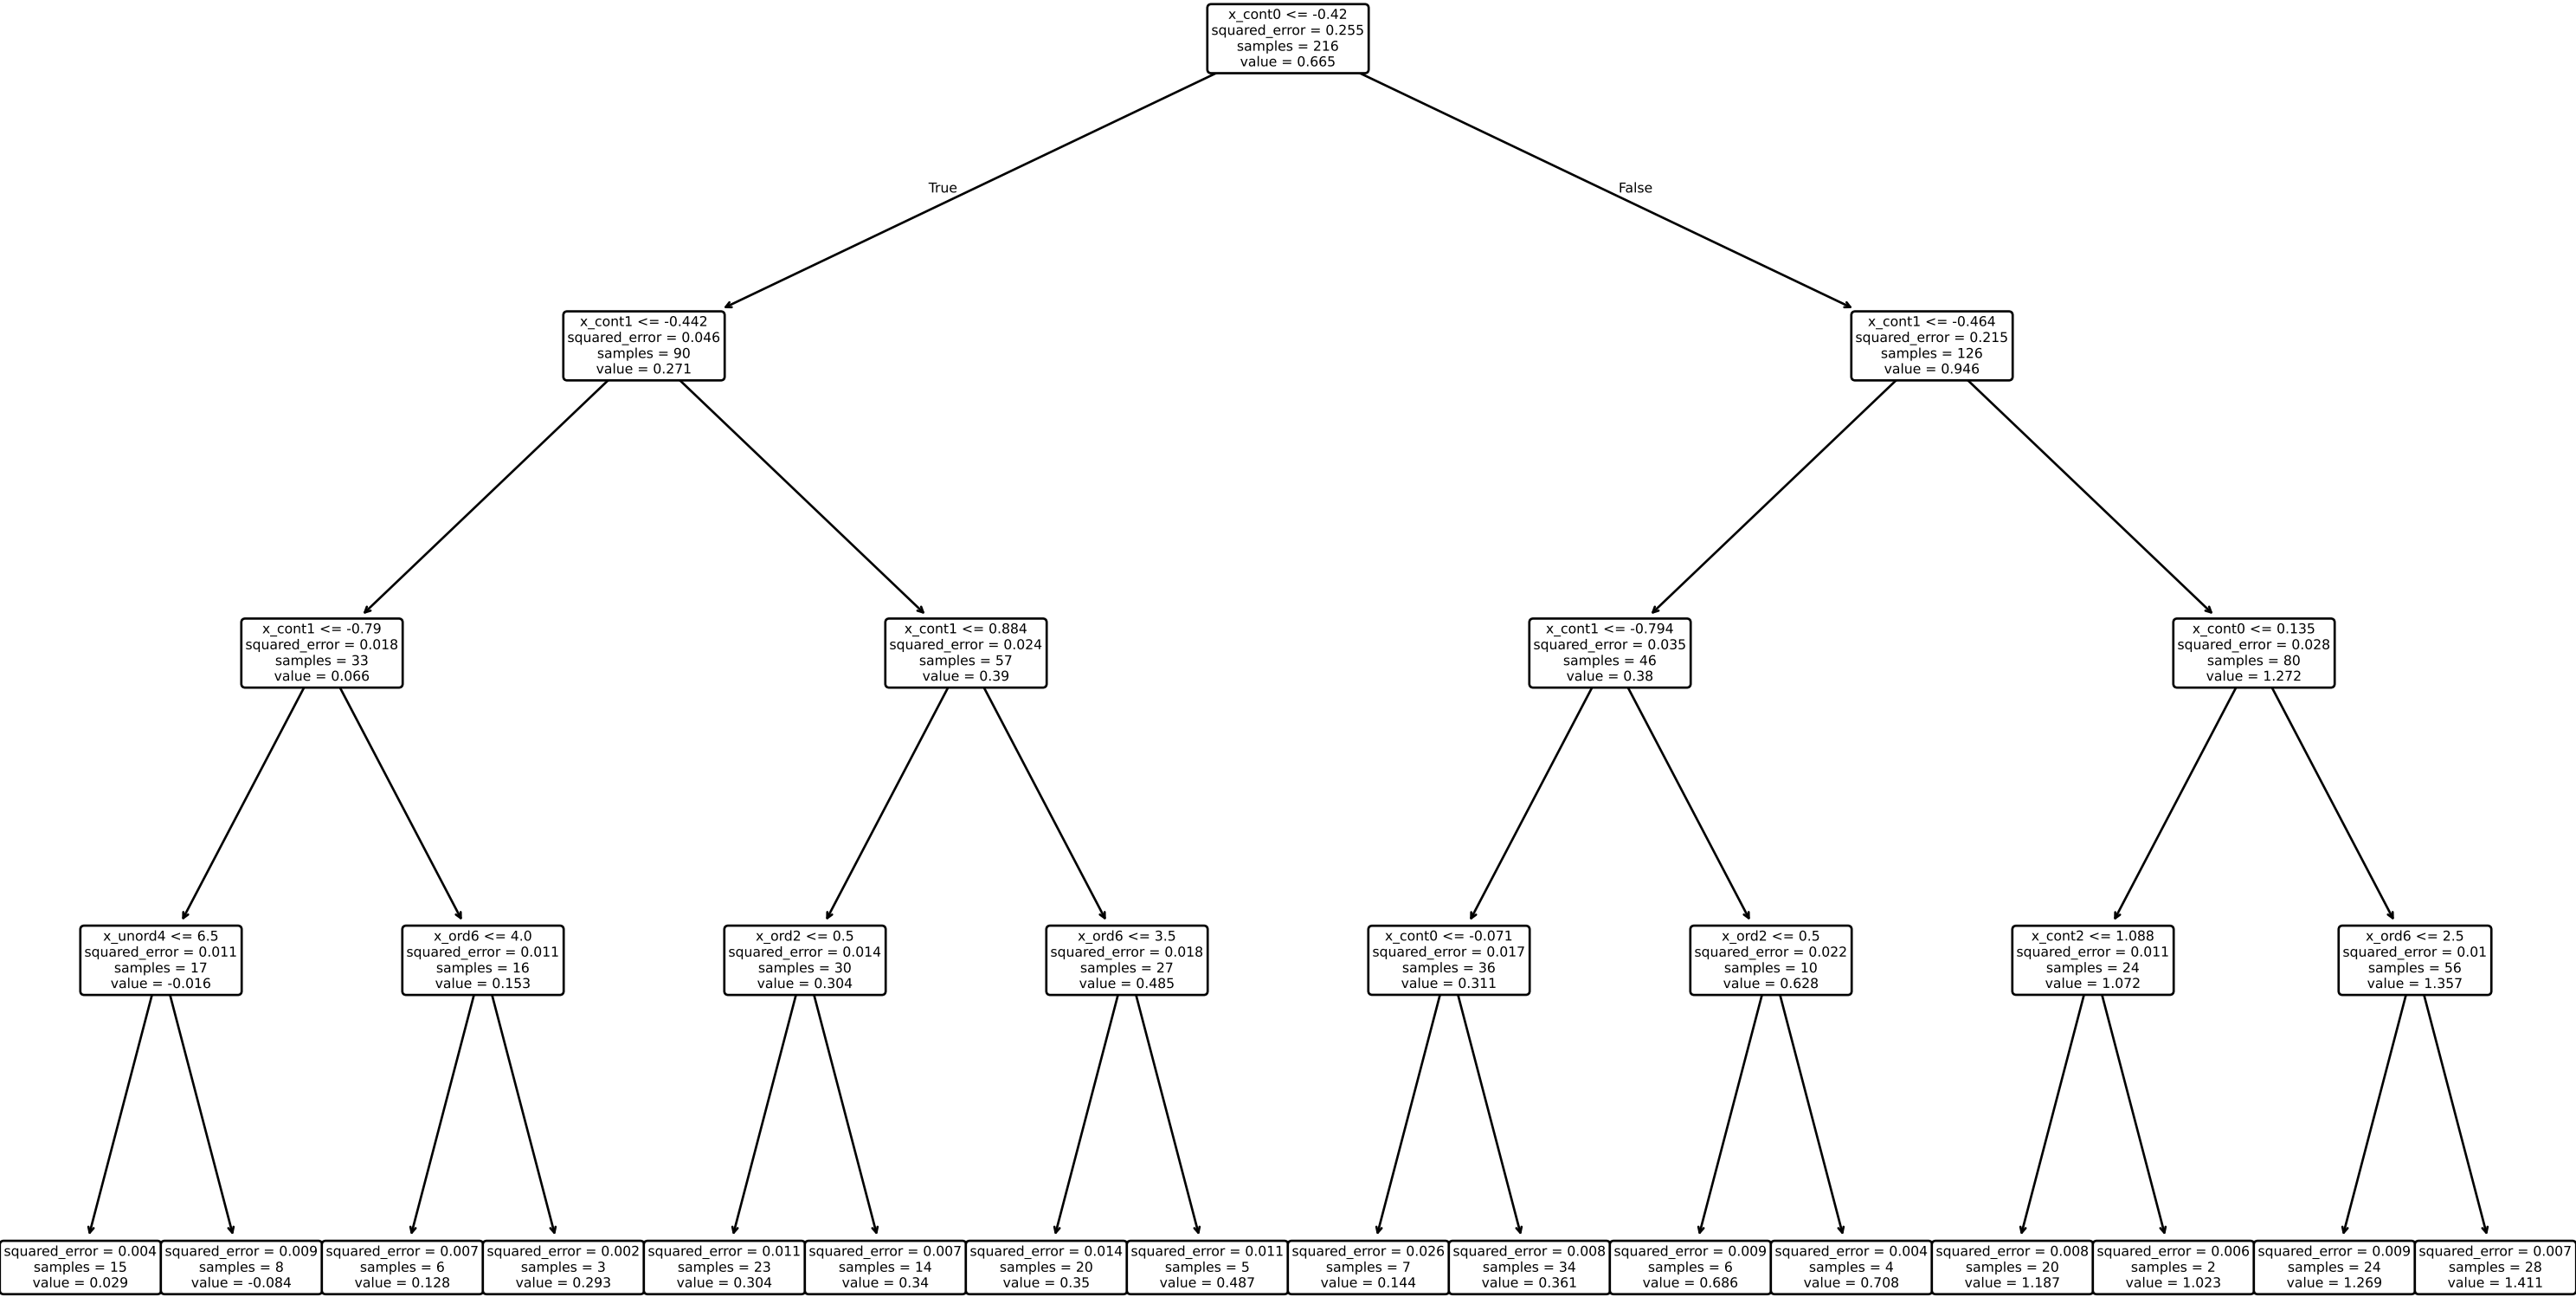 x_cont0 <= -0.42
squared_error = 0.255
samples = 216
value = 0.665
True
False
x_cont1 <= -0.442
squared_error = 0.046
samples = 90
value = 0.271
x_cont1 <= -0.464
squared_error = 0.215
samples = 126
value = 0.946
x_cont1 <= -0.79
squared_error = 0.018
samples = 33
value = 0.066
x_cont1 <= 0.884
squared_error = 0.024
samples = 57
value = 0.39
x_cont1 <= -0.794
squared_error = 0.035
samples = 46
value = 0.38
x_cont0 <= 0.135
squared_error = 0.028
samples = 80
value = 1.272
x_unord4 <= 6.5
squared_error = 0.011
samples = 17
value = -0.016
x_ord6 <= 4.0
squared_error = 0.011
samples = 16
value = 0.153
x_ord2 <= 0.5
squared_error = 0.014
samples = 30
value = 0.304
x_ord6 <= 3.5
squared_error = 0.018
samples = 27
value = 0.485
x_cont0 <= -0.071
squared_error = 0.017
samples = 36
value = 0.311
x_ord2 <= 0.5
squared_error = 0.022
samples = 10
value = 0.628
x_cont2 <= 1.088
squared_error = 0.011
samples = 24
value = 1.072
x_ord6 <= 2.5
squared_error = 0.01
samples = 56
value = 1.357
squared_error = 0.004
samples = 15
value = 0.029
squared_error = 0.009
samples = 8
value = -0.084
squared_error = 0.007
samples = 6
value = 0.128
squared_error = 0.002
samples = 3
value = 0.293
squared_error = 0.011
samples = 23
value = 0.304
squared_error = 0.007
samples = 14
value = 0.34
squared_error = 0.014
samples = 20
value = 0.35
squared_error = 0.011
samples = 5
value = 0.487
squared_error = 0.026
samples = 7
value = 0.144
squared_error = 0.008
samples = 34
value = 0.361
squared_error = 0.009
samples = 6
value = 0.686
squared_error = 0.004
samples = 4
value = 0.708
squared_error = 0.008
samples = 20
value = 1.187
squared_error = 0.006
samples = 2
value = 1.023
squared_error = 0.009
samples = 24
value = 1.269
squared_error = 0.007
samples = 28
value = 1.411